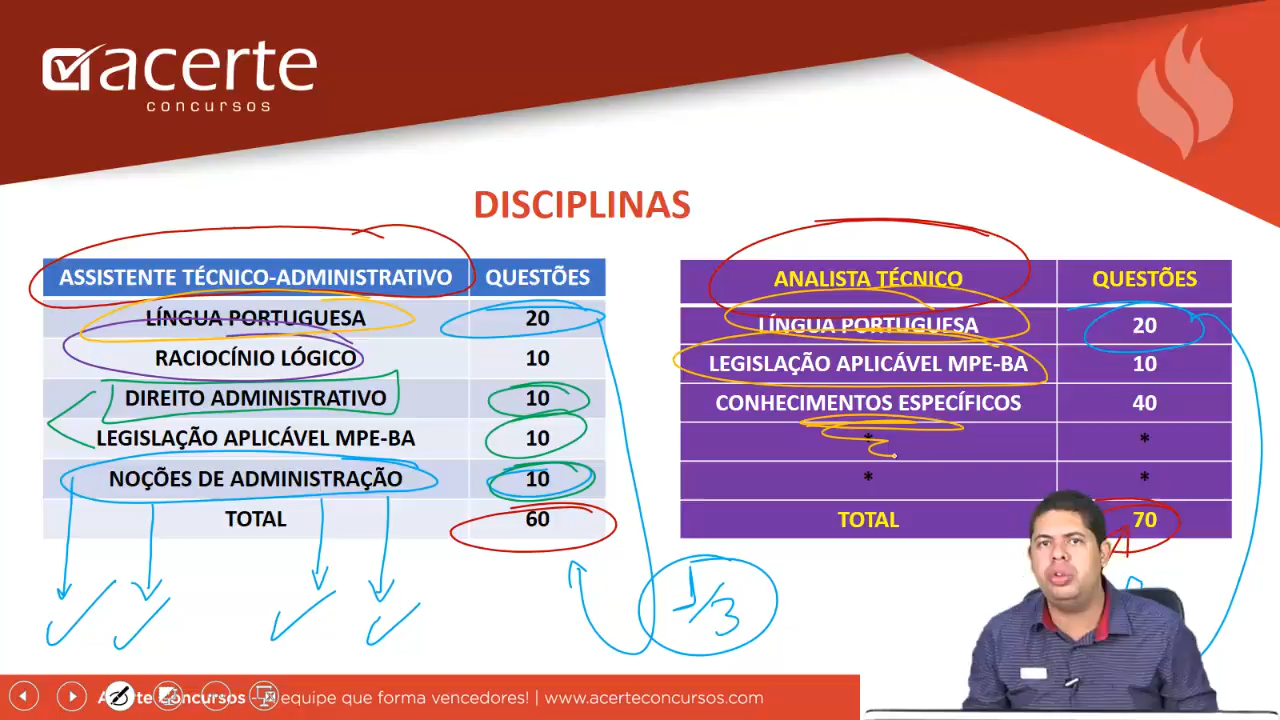 acerte
concursos
DISCIPLINAS
ASSISTENTE TÉCNICO-ADMINISTRATIVO QUESTÕES
LÍNGUA PORTUGUESA 20
RACIOCÍNIO LÓGICO 10
DIREITO ADMINISTRATIVO 10
LEGISLAÇÃO APLICÁVEL MPE-BA 10
NOÇÕES DE ADMINISTRAÇÃO 10
TOTAL 60
ANALISTA TÉCNICO QUESTÕES
LÍNGUA PORTUGUESA 20
LEGISLAÇÃO APLICÁVEL MPE-BA 10
CONHECIMENTOS ESPECÍFICOS 40
* *
* *
TOTAL 70
1/3
Concursos equipe que forma vencedores! | www.acerteconcursos.com